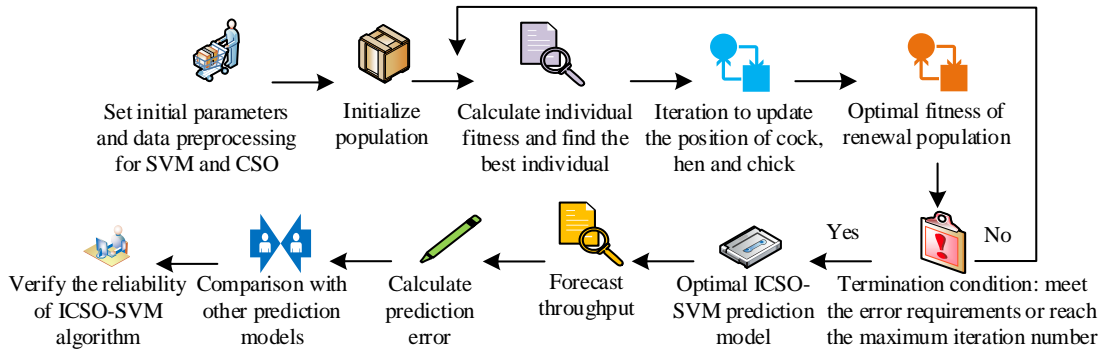 Set initial parameters
and data preprocessing
for SVM and CSO
Initialize
population
Calculate individual
fitness and find the
best individual
Iteration to update
the position of cock,
hen and chick
Optimal fitness of
renewal population
No
Yes
Termination condition: meet
the error requirements or reach
the maximum iteration number
Optimal ICSO-
SVM prediction
model
Forecast
throughput
Calculate
prediction
error
Comparison with
other prediction
models
Verify the reliability
of ICSO-SVM
algorithm